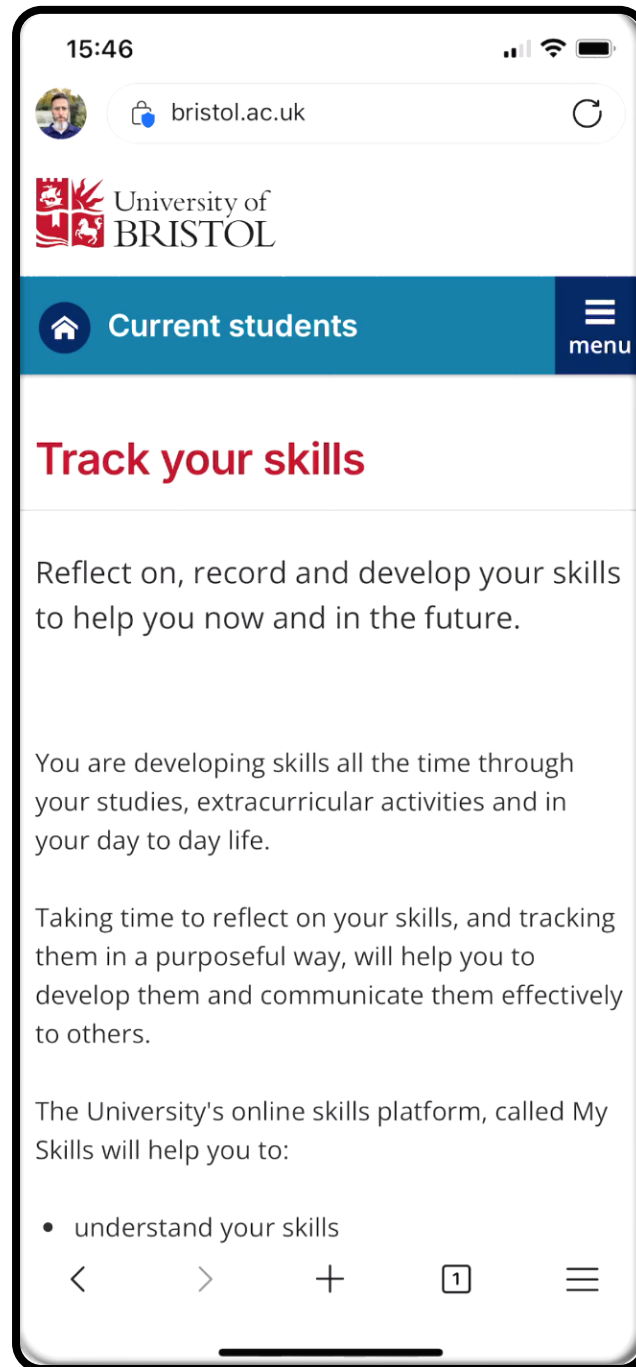 15:46
bristol.ac.uk
University of
BRISTOL
Current students
menu
Track your skills
Reflect on, record and develop your skills
to help you now and in the future.
You are developing skills all the time through
your studies, extracurricular activities and in
your day to day life.
Taking time to reflect on your skills, and tracking
them in a purposeful way, will help you to
develop them and communicate them effectively
to others.
The University's online skills platform, called My
Skills will help you to:
• understand your skills
1